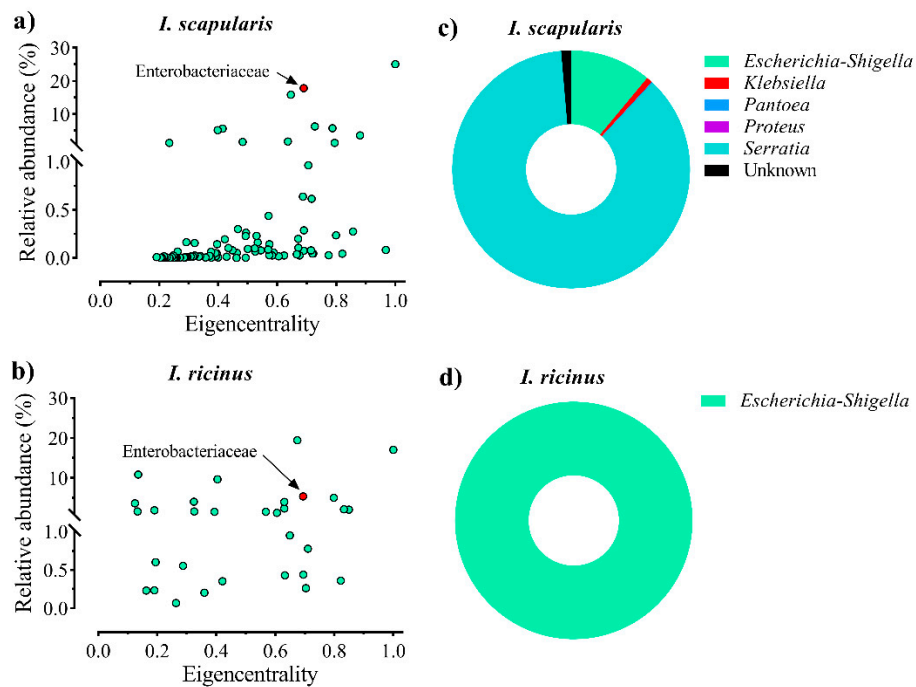 a)
I. scapularis
Relative abundance (%)
30
20
10
1.0
0.5
0.0
Enterobacteriaceae
0.0 0.2 0.4 0.6 0.8 1.0
Eigencentrality
c)
I. scapularis
Escherichia-Shigella
Klebsiella
Pantoea
Proteus
Serratia
Unknown
b)
I. ricinus
Relative abundance (%)
30
20
10
1.0
0.5
0.0
Enterobacteriaceae
0.0 0.2 0.4 0.6 0.8 1.0
Eigencentrality
d)
I. ricinus
Escherichia-Shigella